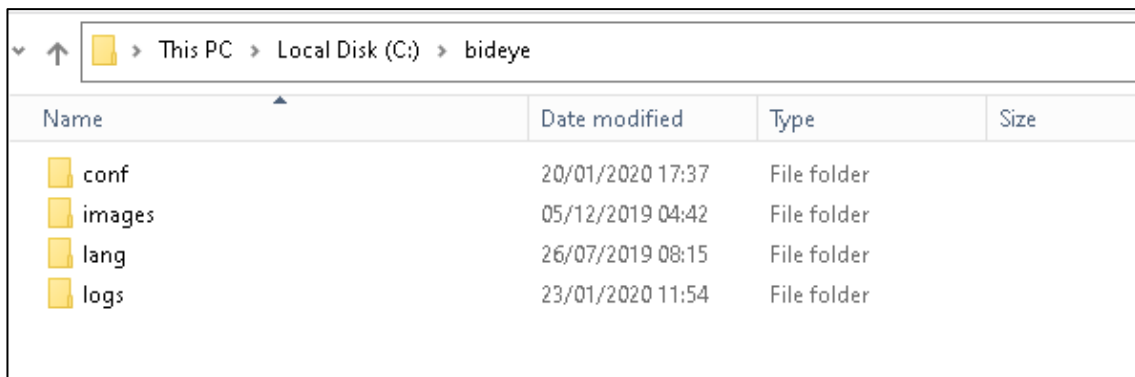 This PC > Local Disk (C:) > bideye
Name Date modified Type Size
conf 20/01/2020 17:37 File folder
images 05/12/2019 04:42 File folder
lang 26/07/2019 08:15 File folder
logs 23/01/2020 11:54 File folder